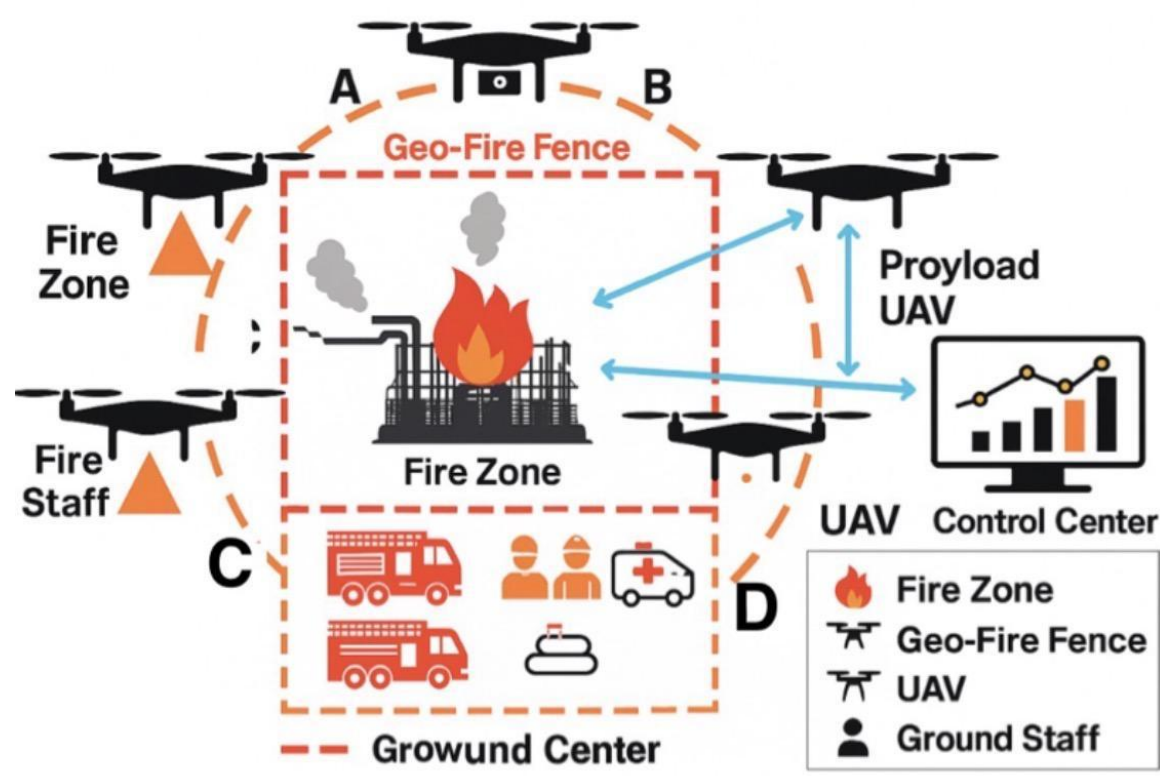 A
B
Geo-Fire Fence
Fire
Zone
Proyload
UAV
Fire
Staff
Fire Zone
UAV
Control Center
C
D
Fire Zone
Geo-Fire Fence
UAV
Ground Staff
Growund Center